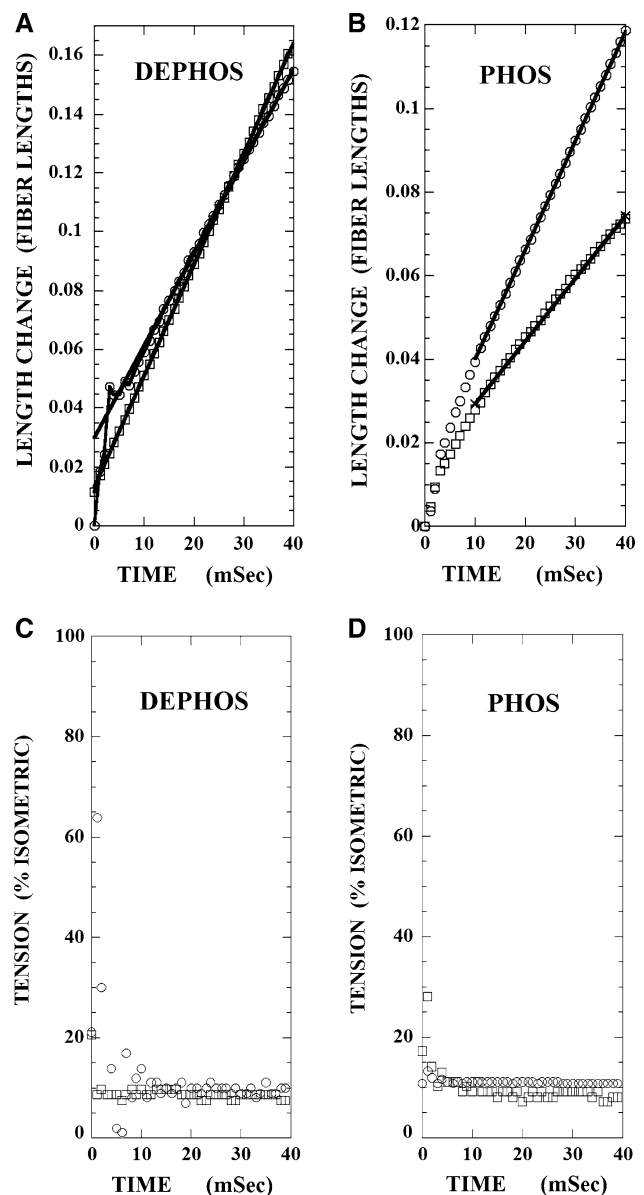 A
B
LENGTH CHANGE (FIBER LENGTHS)
0.16
0.14
0.12
0.1
0.08
0.06
0.04
0.02
0
DEPHOS
0 10 20 30 40
TIME (mSec)
LENGTH CHANGE (FIBER LENGTHS)
0.12
0.1
0.08
0.06
0.04
0.02
0
PHOS
0 10 20 30 40
TIME (mSec)
C
D
TENSION (% ISOMETRIC)
100
80
60
40
20
0
DEPHOS
0 10 20 30 40
TIME (mSec)
TENSION (% ISOMETRIC)
100
80
60
40
20
0
PHOS
0 10 20 30 40
TIME (mSec)